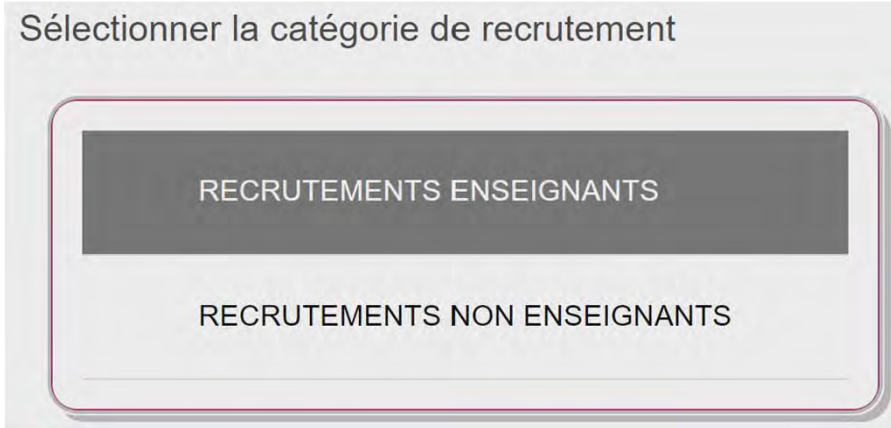 Sélectionner la catégorie de recrutement
RECRUTEMENTS ENSEIGNANTS
RECRUTEMENTS NON ENSEIGNANTS